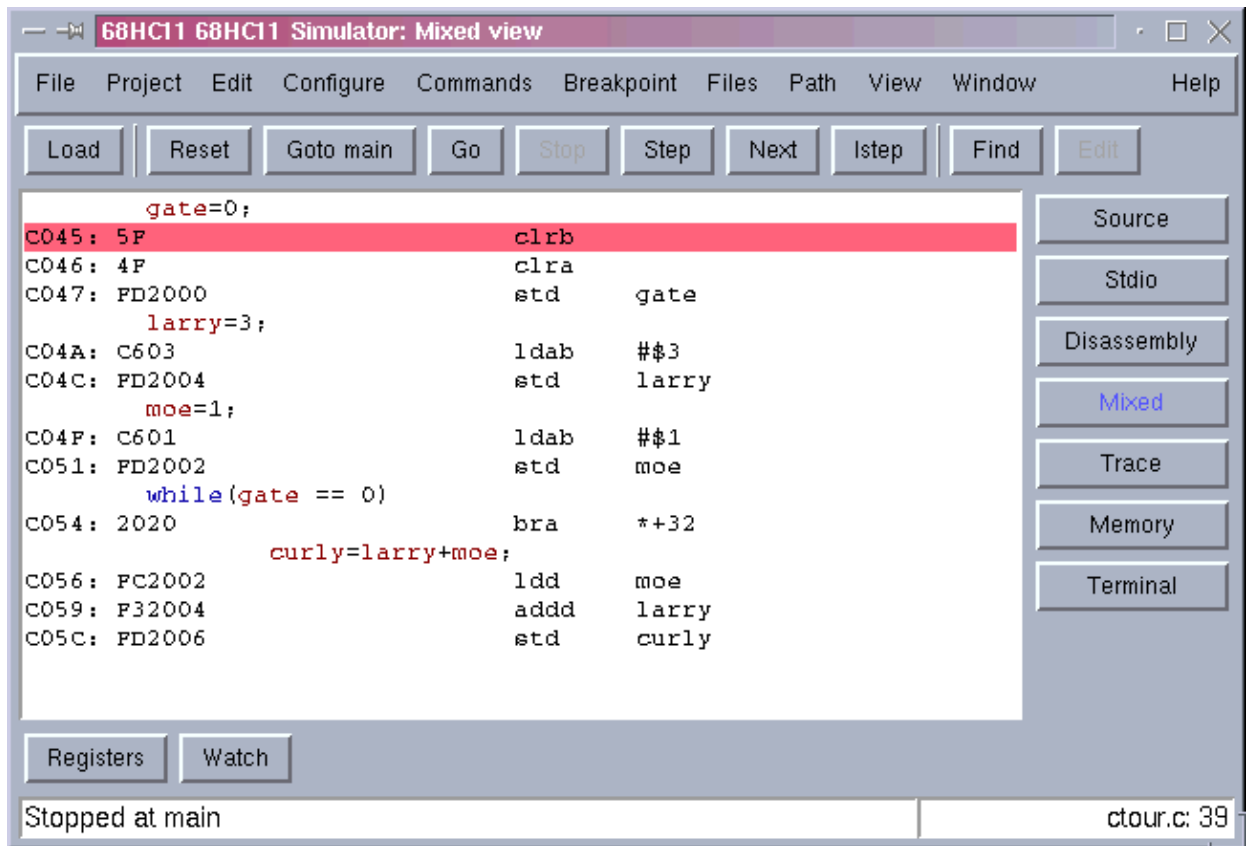 68HC11 68HC11 Simulator: Mixed view
File Project Edit Configure Commands Breakpoint Files Path View Window Help
Load Reset Goto main Go Stop Step Next Istep Find Edit
gate=0;
C045: 5F clrb
C046: 4F clra
C047: FD2000 std gate
larry=3;
C04A: C603 ldab #$3
C04C: FD2004 std larry
moe=1;
C04F: C601 ldab #$1
C051: FD2002 std moe
while(gate == 0)
C054: 2020 bra *+32
curly=larry+moe;
C056: FC2002 ldd moe
C059: F32004 addd larry
C05C: FD2006 std curly
Source
Stdio
Disassembly
Mixed
Trace
Memory
Terminal
Registers Watch
Stopped at main ctour.c: 39